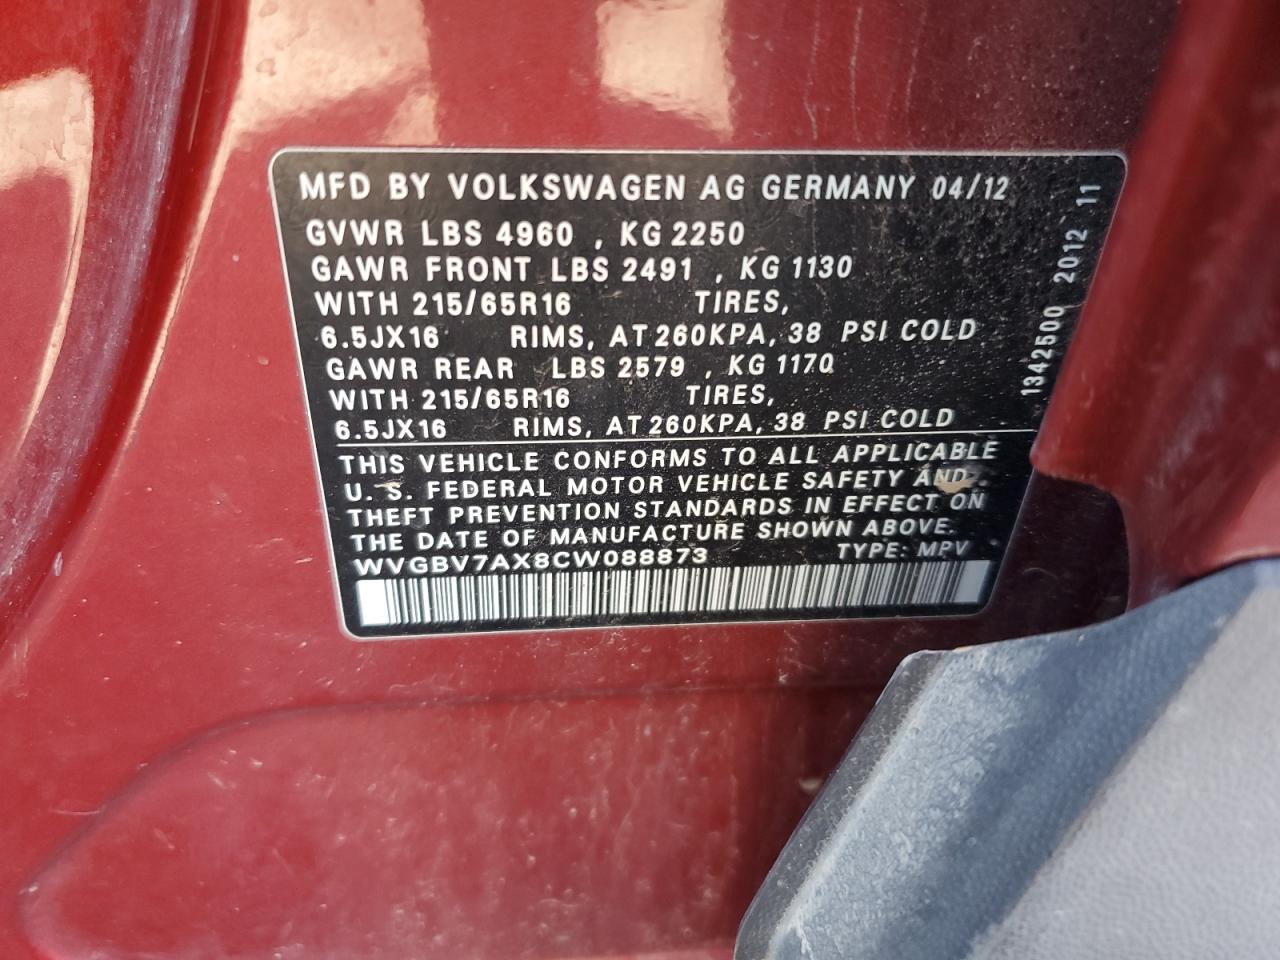 MFD BY VOLKSWAGEN AG GERMANY 04/12
GVWR LBS 4960 , KG 2250
GAWR FRONT LBS 2491 , KG 1130
WITH 215/65R16 TIRES,
6.5JX16 RIMS, AT 260KPA, 38 PSI COLD
GAWR REAR LBS 2579 , KG 1170
WITH 215/65R16 TIRES,
6.5JX16 RIMS, AT 260KPA, 38 PSI COLD
THIS VEHICLE CONFORMS TO ALL APPLICABLE
U. S. FEDERAL MOTOR VEHICLE SAFETY AND
THEFT PREVENTION STANDARDS IN EFFECT ON
THE DATE OF MANUFACTURE SHOWN ABOVE.
WVGBV7AX8CW088873 TYPE: MPV
1342500 2012 11